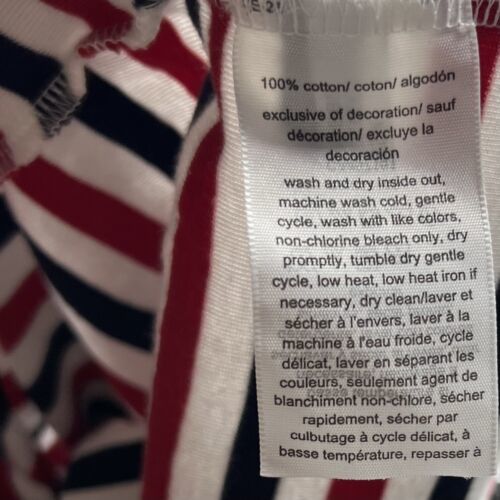 100% cotton/ coton/ algodón
exclusive of decoration/ sauf
décoration/ excluye la
decoración
wash and dry inside out,
machine wash cold, gentle
cycle, wash with like colors,
non-chlorine bleach only, dry
promptly, tumble dry gentle
cycle, low heat, low heat iron if
necessary, dry clean/laver et
sécher à l'envers, laver à la
machine à l'eau froide, cycle
délicat, laver en séparant les
couleurs, seulement agent de
blanchiment non-chlore, sécher
rapidement, sécher par
culbutage à cycle délicat, à
basse température, repasser à